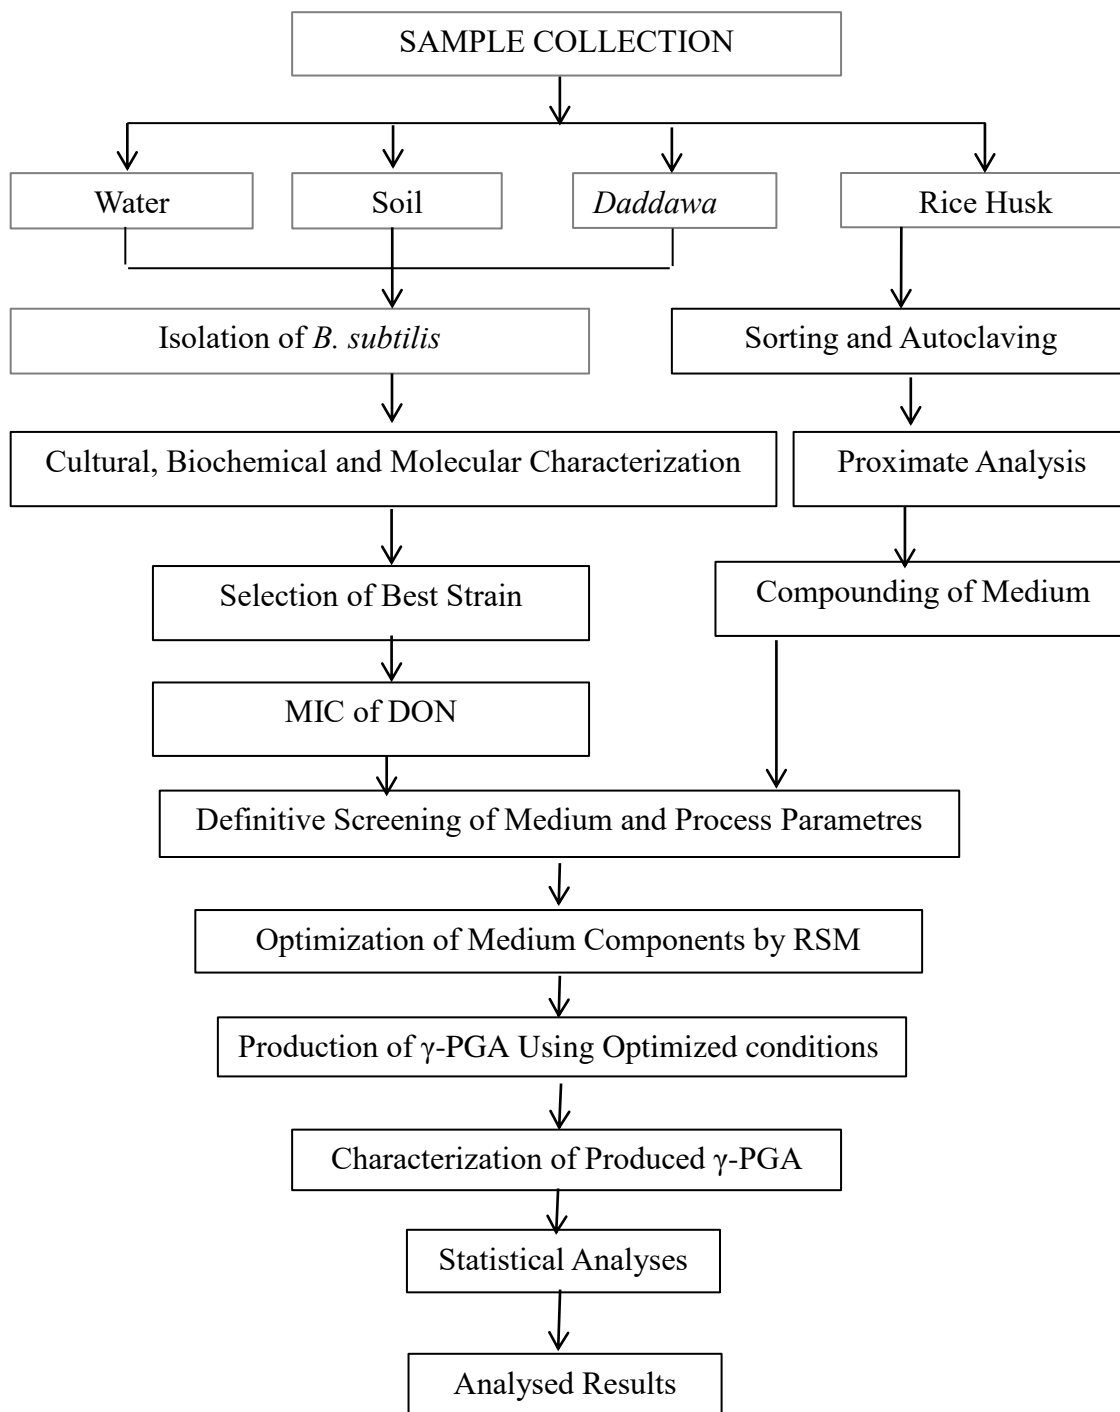 SAMPLE COLLECTION
Water
Soil
Daddawa
Rice Husk
Isolation of B. subtilis
Sorting and Autoclaving
Cultural, Biochemical and Molecular Characterization
Proximate Analysis
Selection of Best Strain
Compounding of Medium
MIC of DON
Definitive Screening of Medium and Process Parametres
Optimization of Medium Components by RSM
Production of γ-PGA Using Optimized conditions
Characterization of Produced γ-PGA
Statistical Analyses
Analysed Results